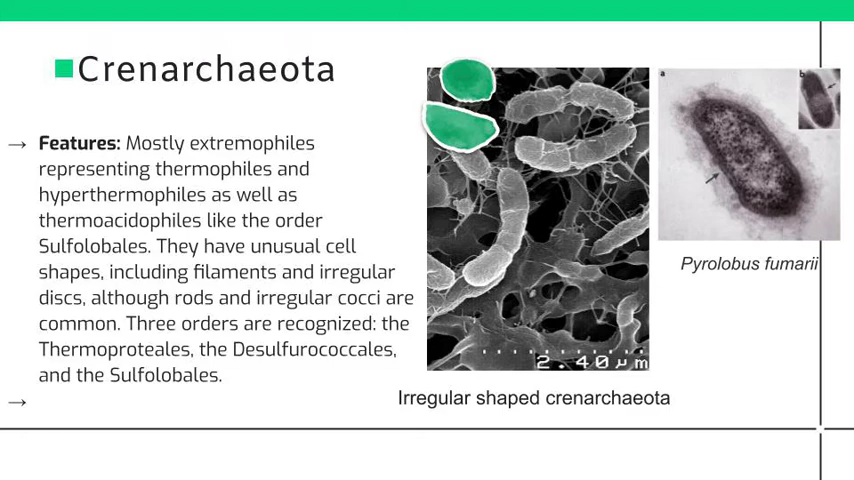 Crenarchaeota
→ Features: Mostly extremophiles
representing thermophiles and
hyperthermophiles as well as
thermoacidophiles like the order
Sulfolobales. They have unusual cell
shapes, including filaments and irregular
discs, although rods and irregular cocci are
common. Three orders are recognized: the
Thermoproteales, the Desulfurococcales,
and the Sulfolobales.
→
2.40µm
Irregular shaped crenarchaeota
a
b
Pyrolobus fumarii